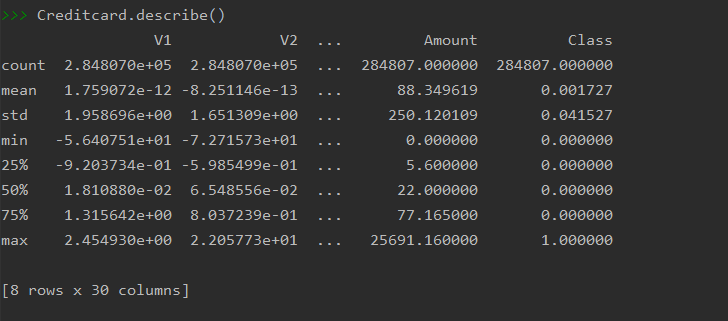 >>> Creditcard.describe()
                 V1            V2  ...         Amount          Class
count  2.848070e+05  2.848070e+05  ...  284807.000000  284807.000000
mean   1.759072e-12 -8.251146e-13  ...      88.349619       0.001727
std    1.958696e+00  1.651309e+00  ...     250.120109       0.041527
min   -5.640751e+01 -7.271573e+01  ...       0.000000       0.000000
25%   -9.203734e-01 -5.985499e-01  ...       5.600000       0.000000
50%    1.810880e-02  6.548556e-02  ...      22.000000       0.000000
75%    1.315642e+00  8.037239e-01  ...      77.165000       0.000000
max    2.454930e+00  2.205773e+01  ...   25691.160000       1.000000
[8 rows x 30 columns]